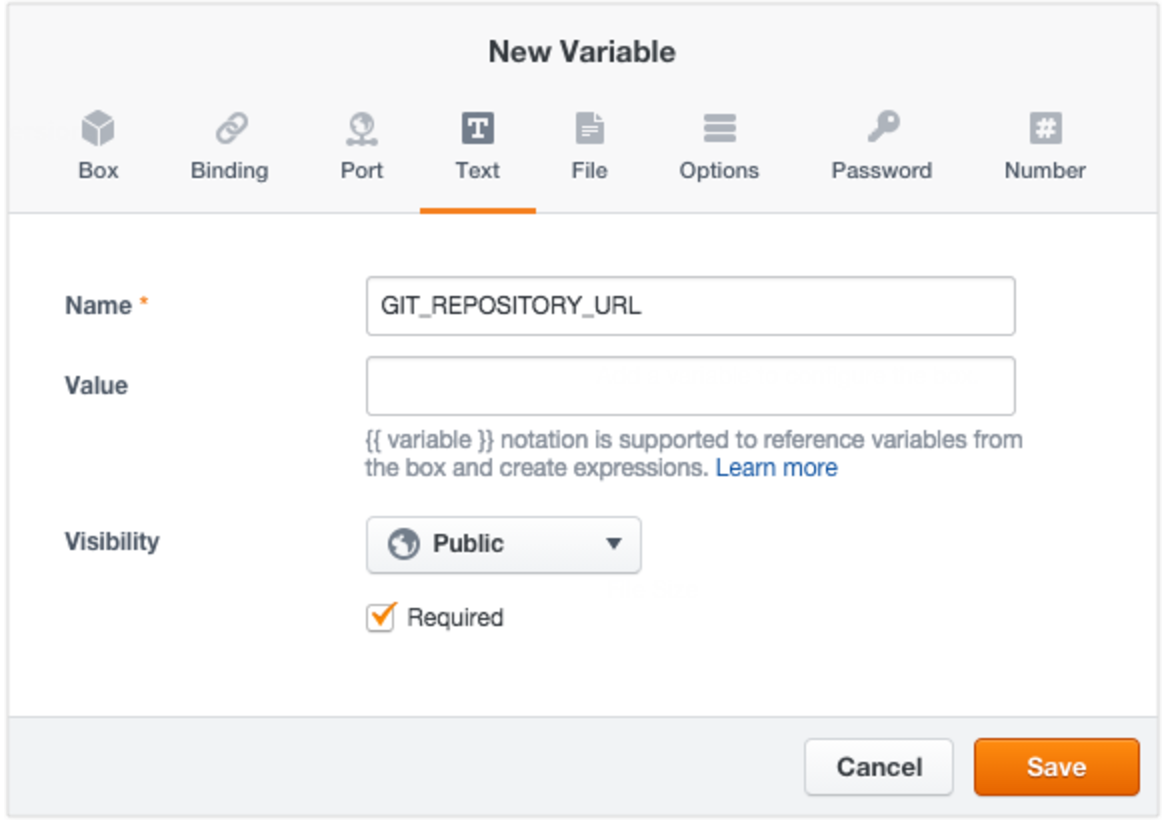 New Variable
Box Binding Port Text File Options Password Number
Name * GIT_REPOSITORY_URL
Value
{{ variable }} notation is supported to reference variables from
the box and create expressions. Learn more
Visibility Public
Required
Cancel Save